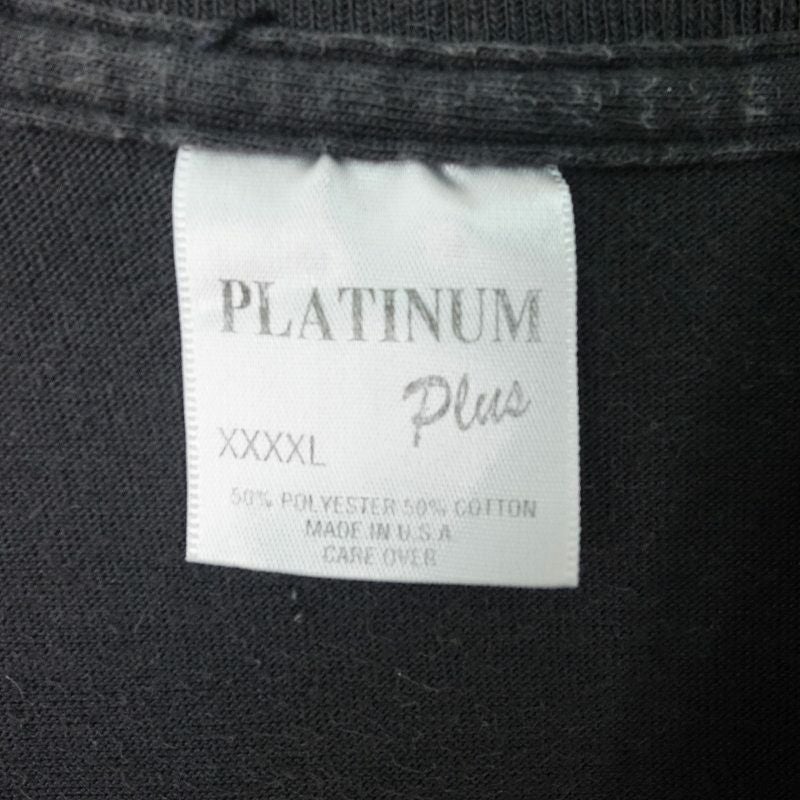 PLATINUM
Plus
XXXXL
50% POLYESTER 50% COTTON
MADE IN U.S.A
CARE OVER